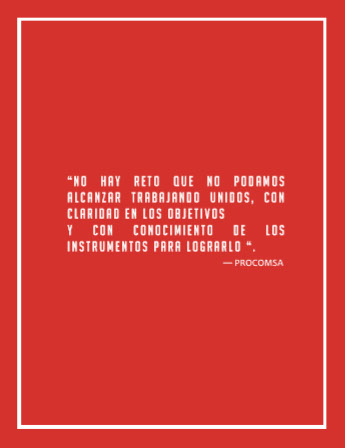 “NO HAY RETO QUE NO PODAMOS
ALCANZAR TRABAJANDO UNIDOS, CON
CLARIDAD EN LOS OBJETIVOS
Y CON CONOCIMIENTO DE LOS
INSTRUMENTOS PARA LOGRARLO “.
— PROCOMSA